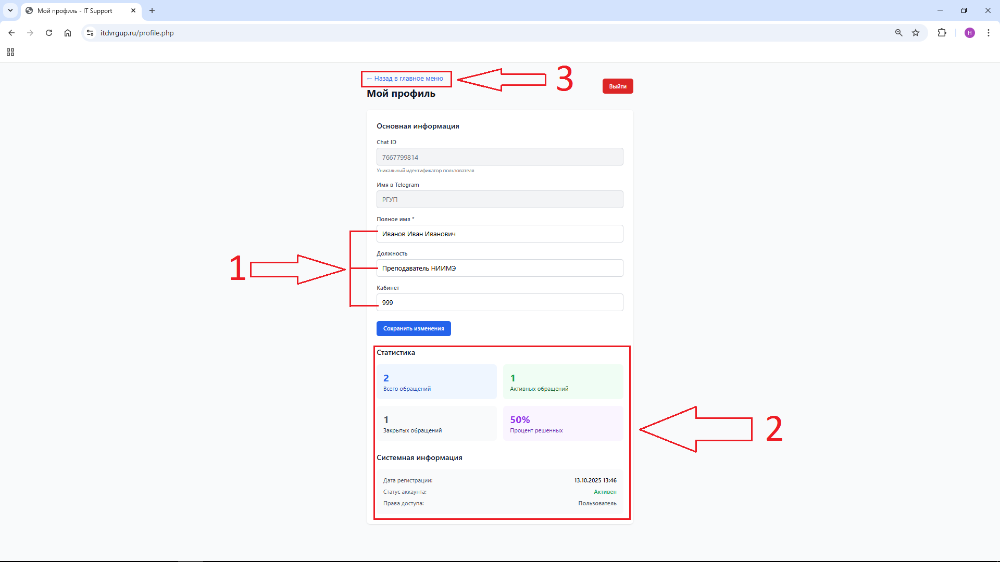 Мой профиль - IT Support
itdvrgup.ru/profile.php
H
← Назад в главное меню
3
Выйти
Мой профиль
Основная информация
Chat ID
7667799814
Уникальный идентификатор пользователя
Имя в Telegram
РГУП
Полное имя *
Иванов Иван Иванович
1
Должность
Преподаватель НИИМЭ
Кабинет
999
Сохранить изменения
Статистика
2
Всего обращений
1
Активных обращений
1
Закрытых обращений
50%
Процент решенных
2
Системная информация
Дата регистрации: 13.10.2025 13:46
Статус аккаунта: Активен
Права доступа: Пользователь